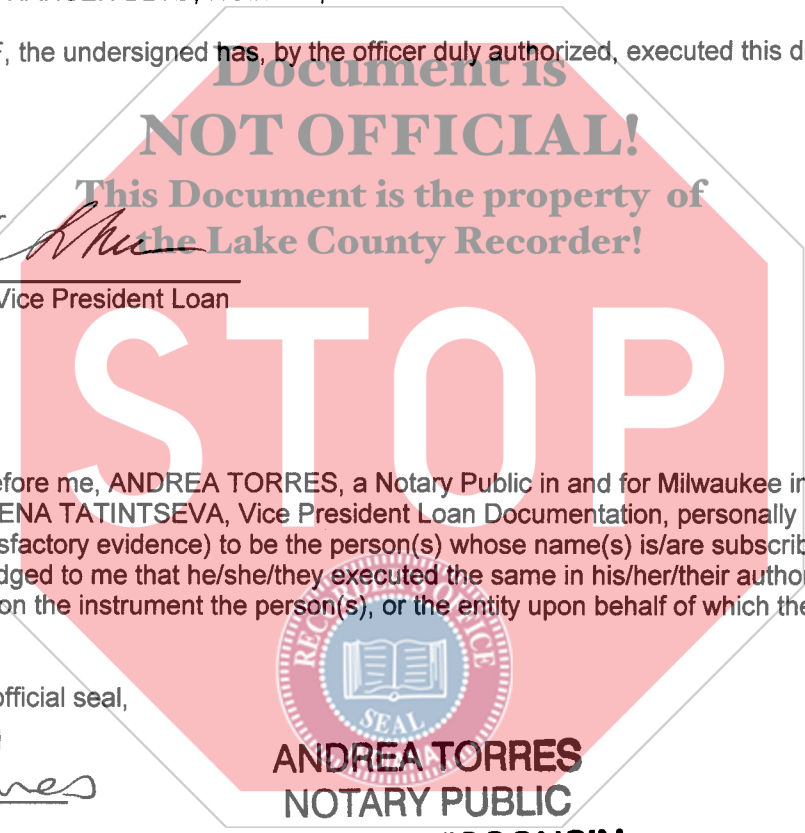 F, the undersigned has, by the officer duly authorized, executed this d
Document is
NOT OFFICIAL!
This Document is the property of
the Lake County Recorder!
Vice President Loan
STOP
efore me, ANDREA TORRES, a Notary Public in and for Milwaukee in
ENA TATINTSEVA, Vice President Loan Documentation, personally
sfactory evidence) to be the person(s) whose name(s) is/are subscrib
dged to me that he/she/they executed the same in his/her/their author
on the instrument the person(s), or the entity upon behalf of which the
OFFICE
SEAL
official seal,
ANDREA TORRES
NOTARY PUBLIC